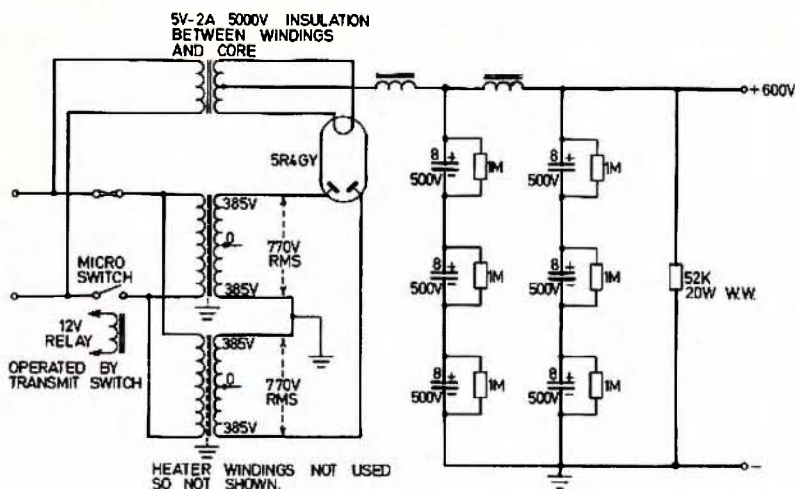 5V-2A 5000V INSULATION
BETWEEN WINDINGS
AND CORE
+600V
5R4GY
8 +
500V
1M
8 +
500V
1M
385V
0
385V
770V
RMS
MICRO
SWITCH
12V
RELAY
OPERATED BY
TRANSMIT SWITCH
8 +
500V
1M
8 +
500V
1M
52K
20W W.W.
385V
0
385V
770V
RMS
8 +
500V
1M
8 +
500V
1M
-
HEATER WINDINGS NOT USED
SO NOT SHOWN.